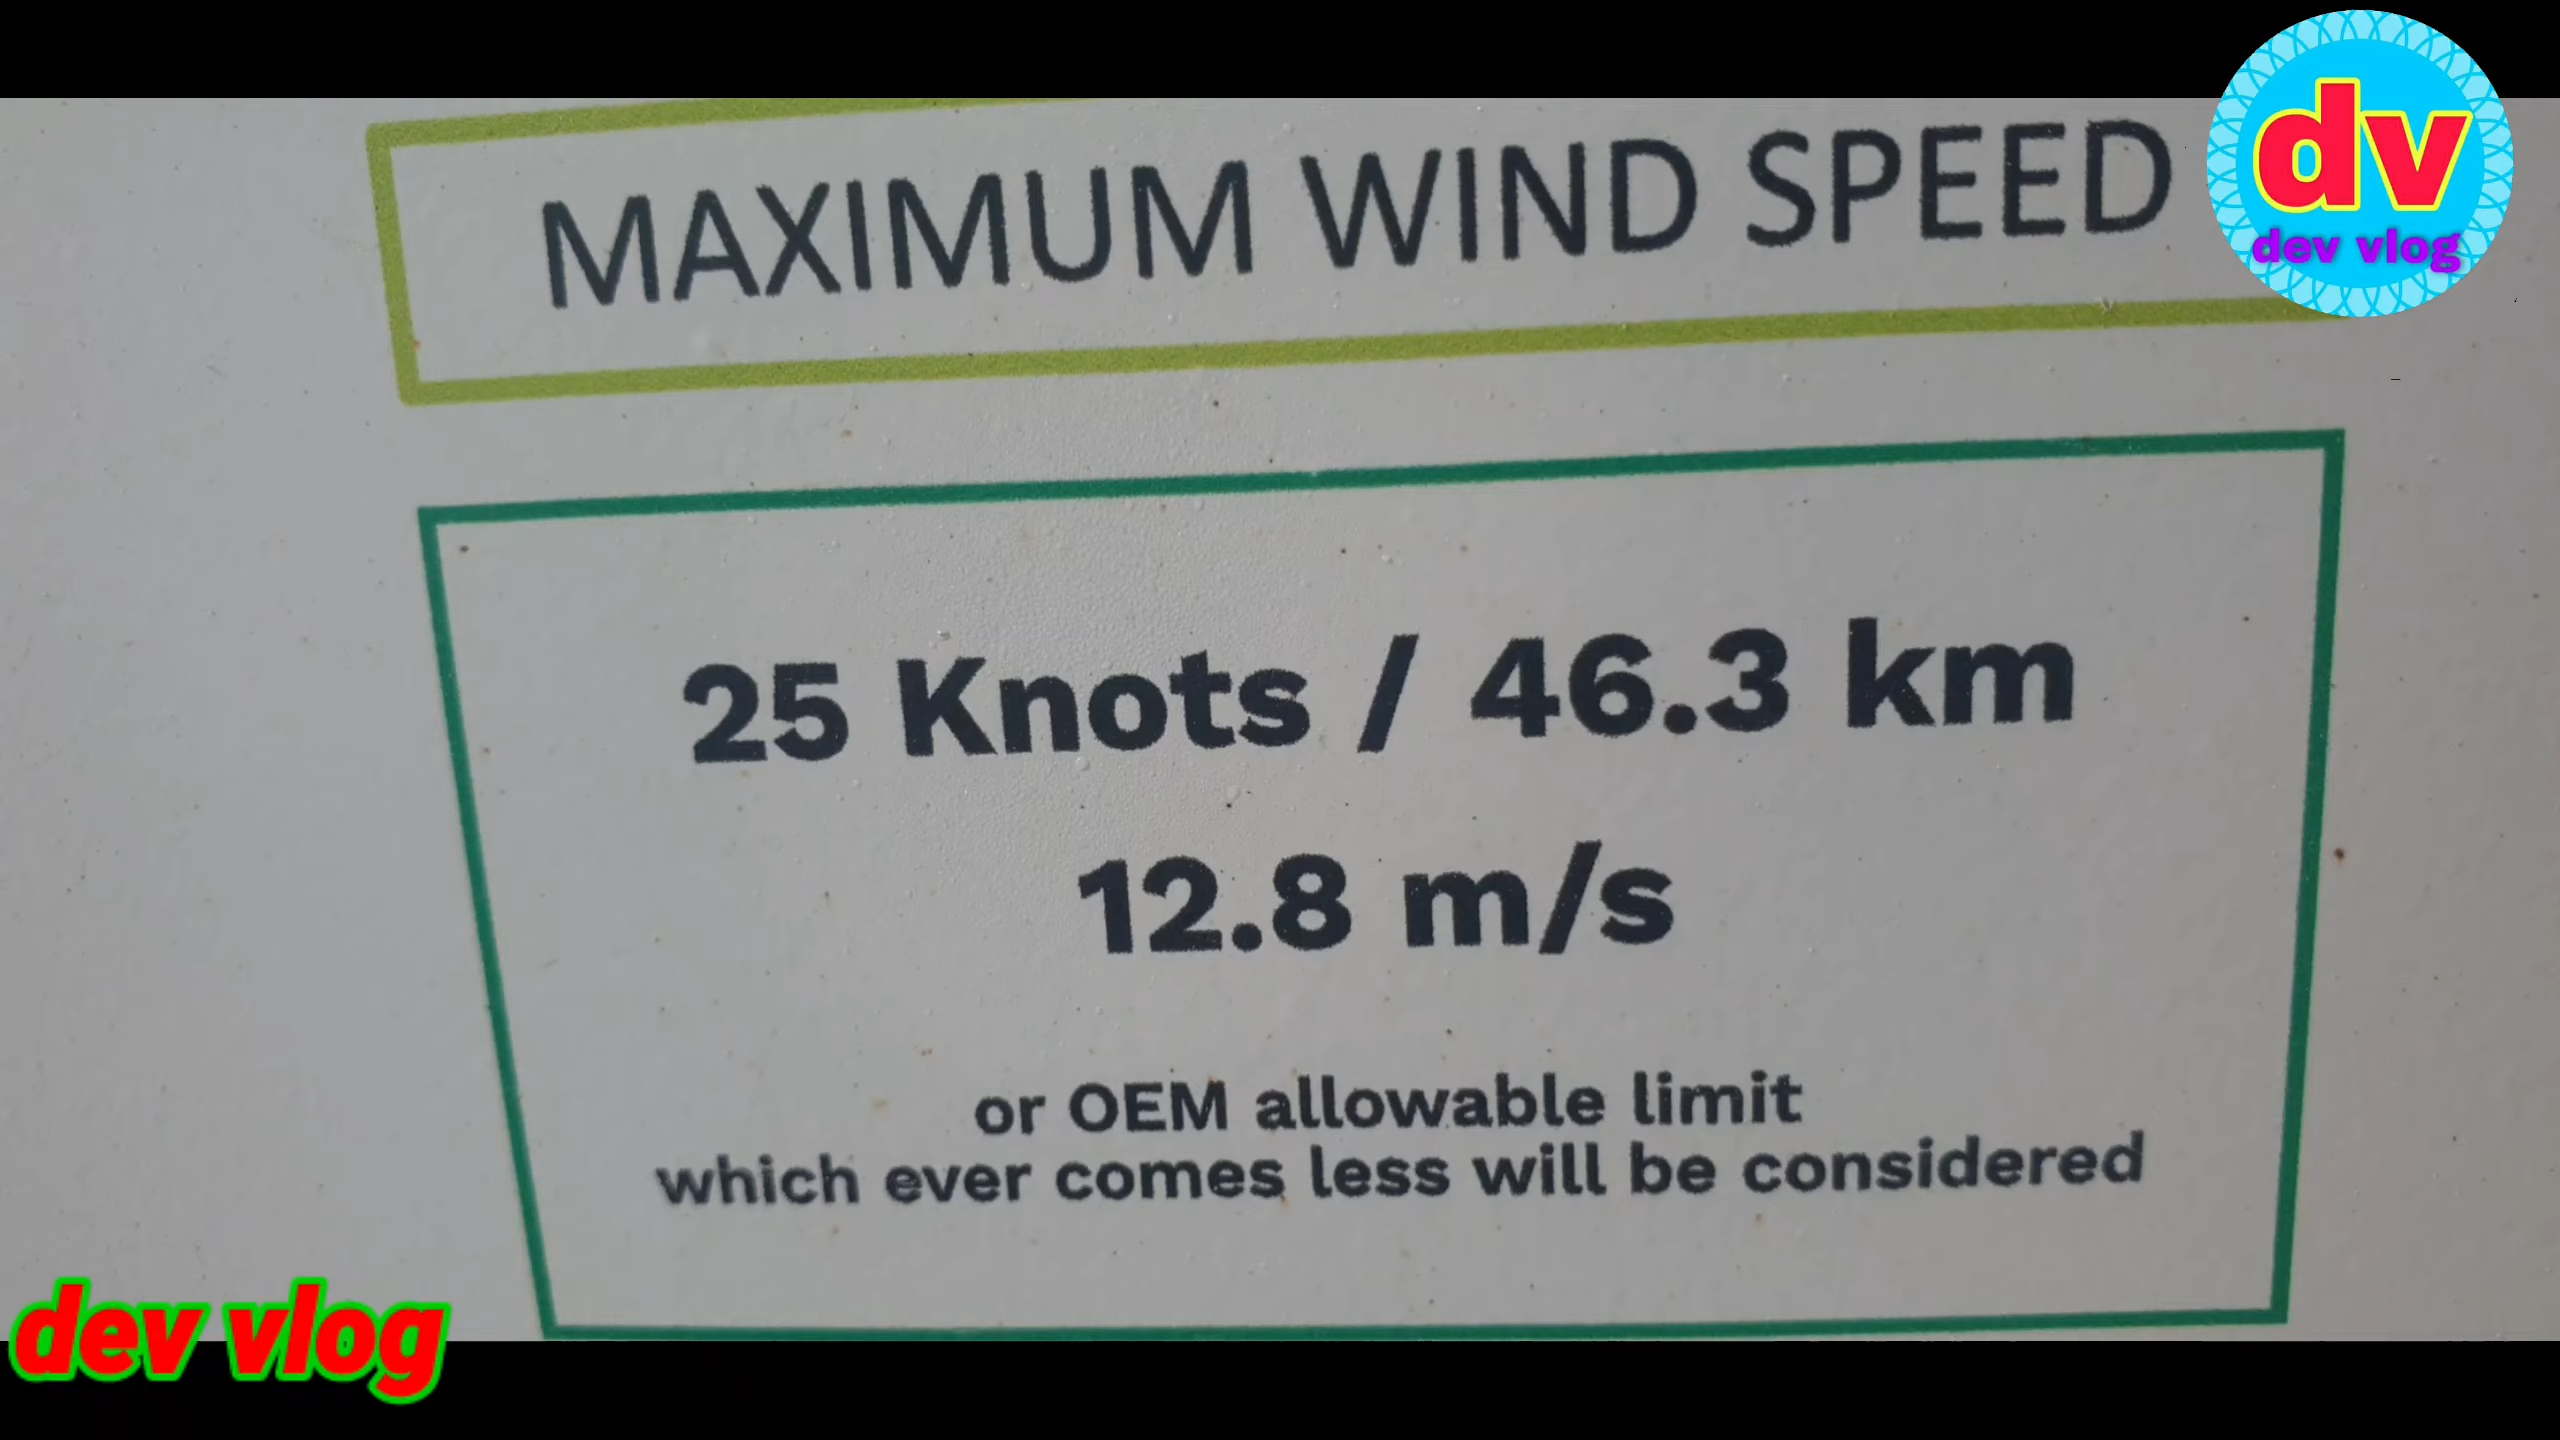 MAXIMUM WIND SPEED
dv
dev vlog
25 Knots / 46.3 km
12.8 m/s
or OEM allowable limit
which ever comes less will be considered
dev vlog